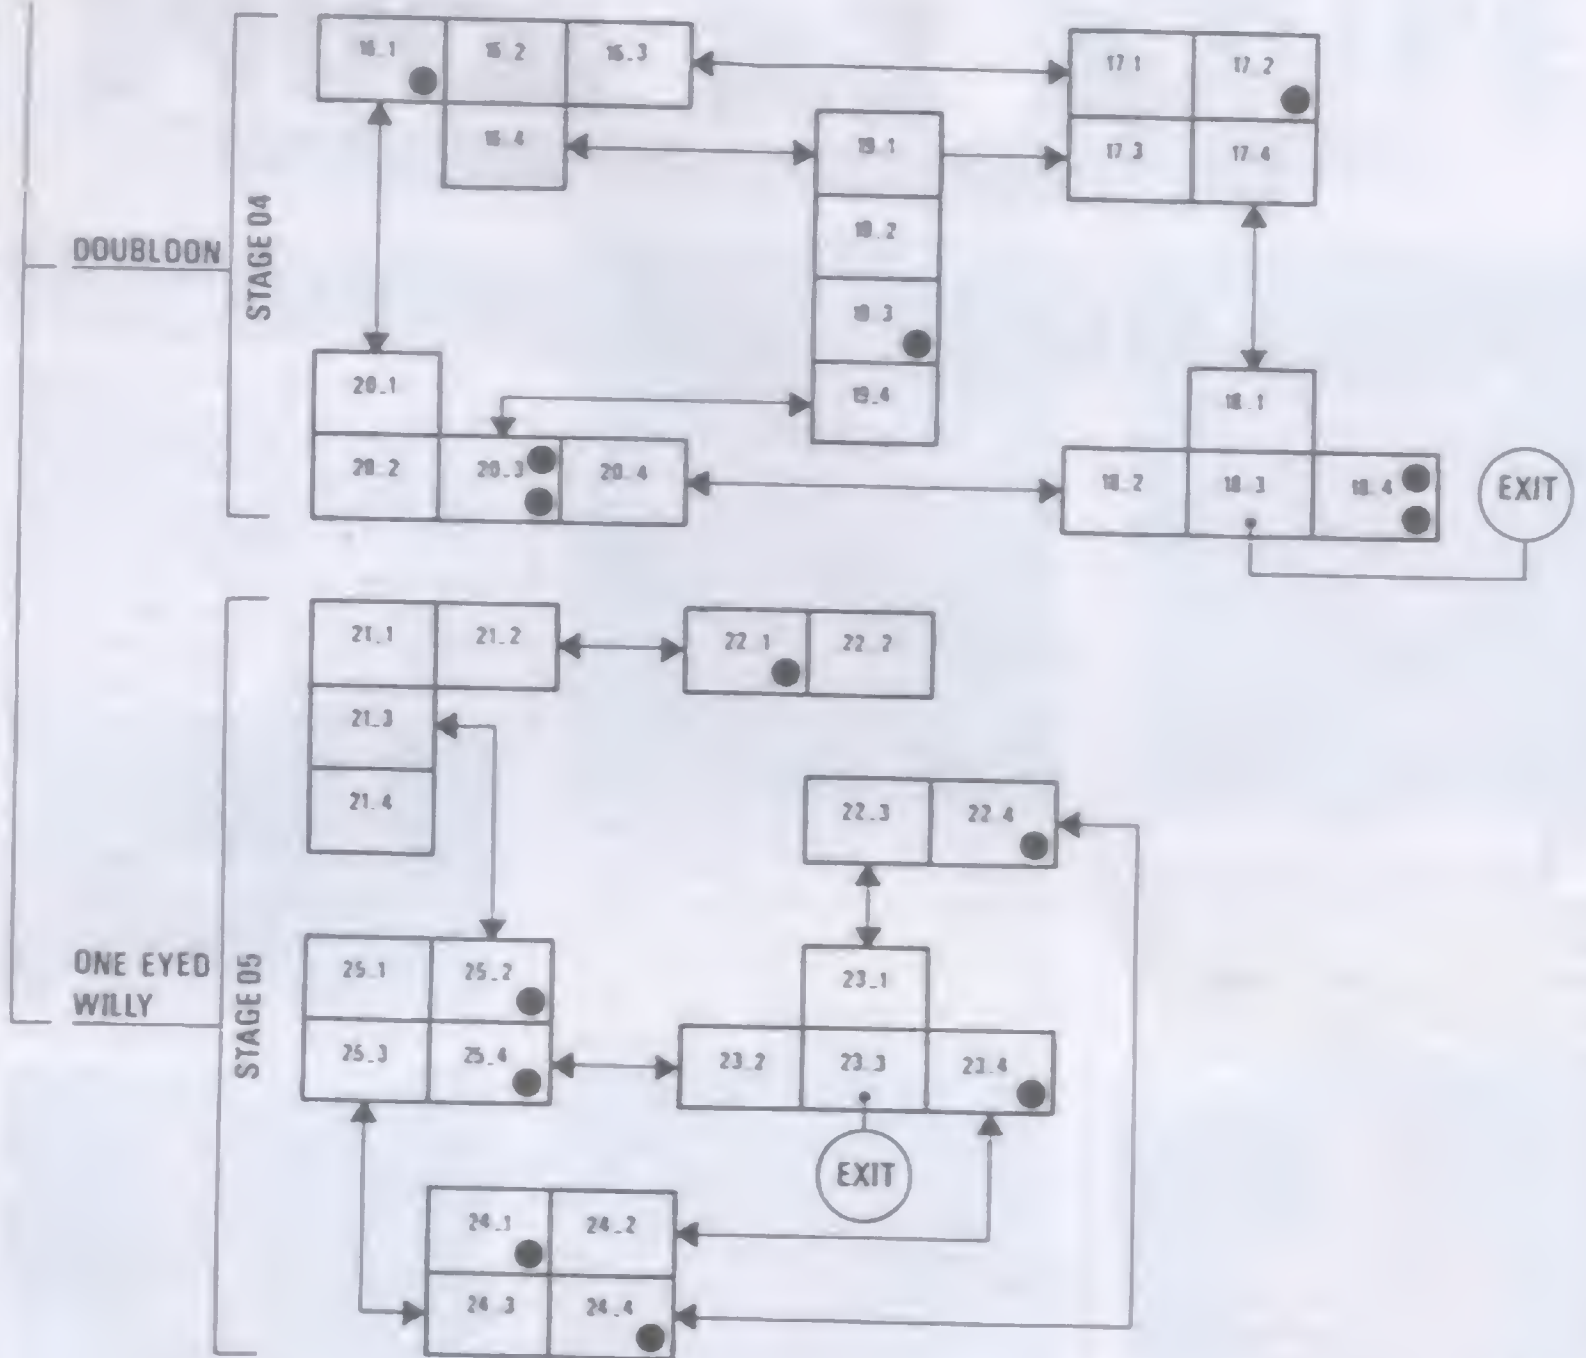 16_1 16_2 16_3
17_1 17_2
16_4
19_1
17_3 17_4
DOUBLOON
STAGE 04
19_2
19_3
20_1
19_4
18_1
20_2 20_3 20_4
18_2 18_3 18_4
EXIT
21_1 21_2
22_1 22_2
21_3
21_4
22_3 22_4
ONE EYED
WILLY
STAGE 05
25_1 25_2
23_1
25_3 25_4
23_2 23_3 23_4
EXIT
24_1 24_2
24_3 24_4